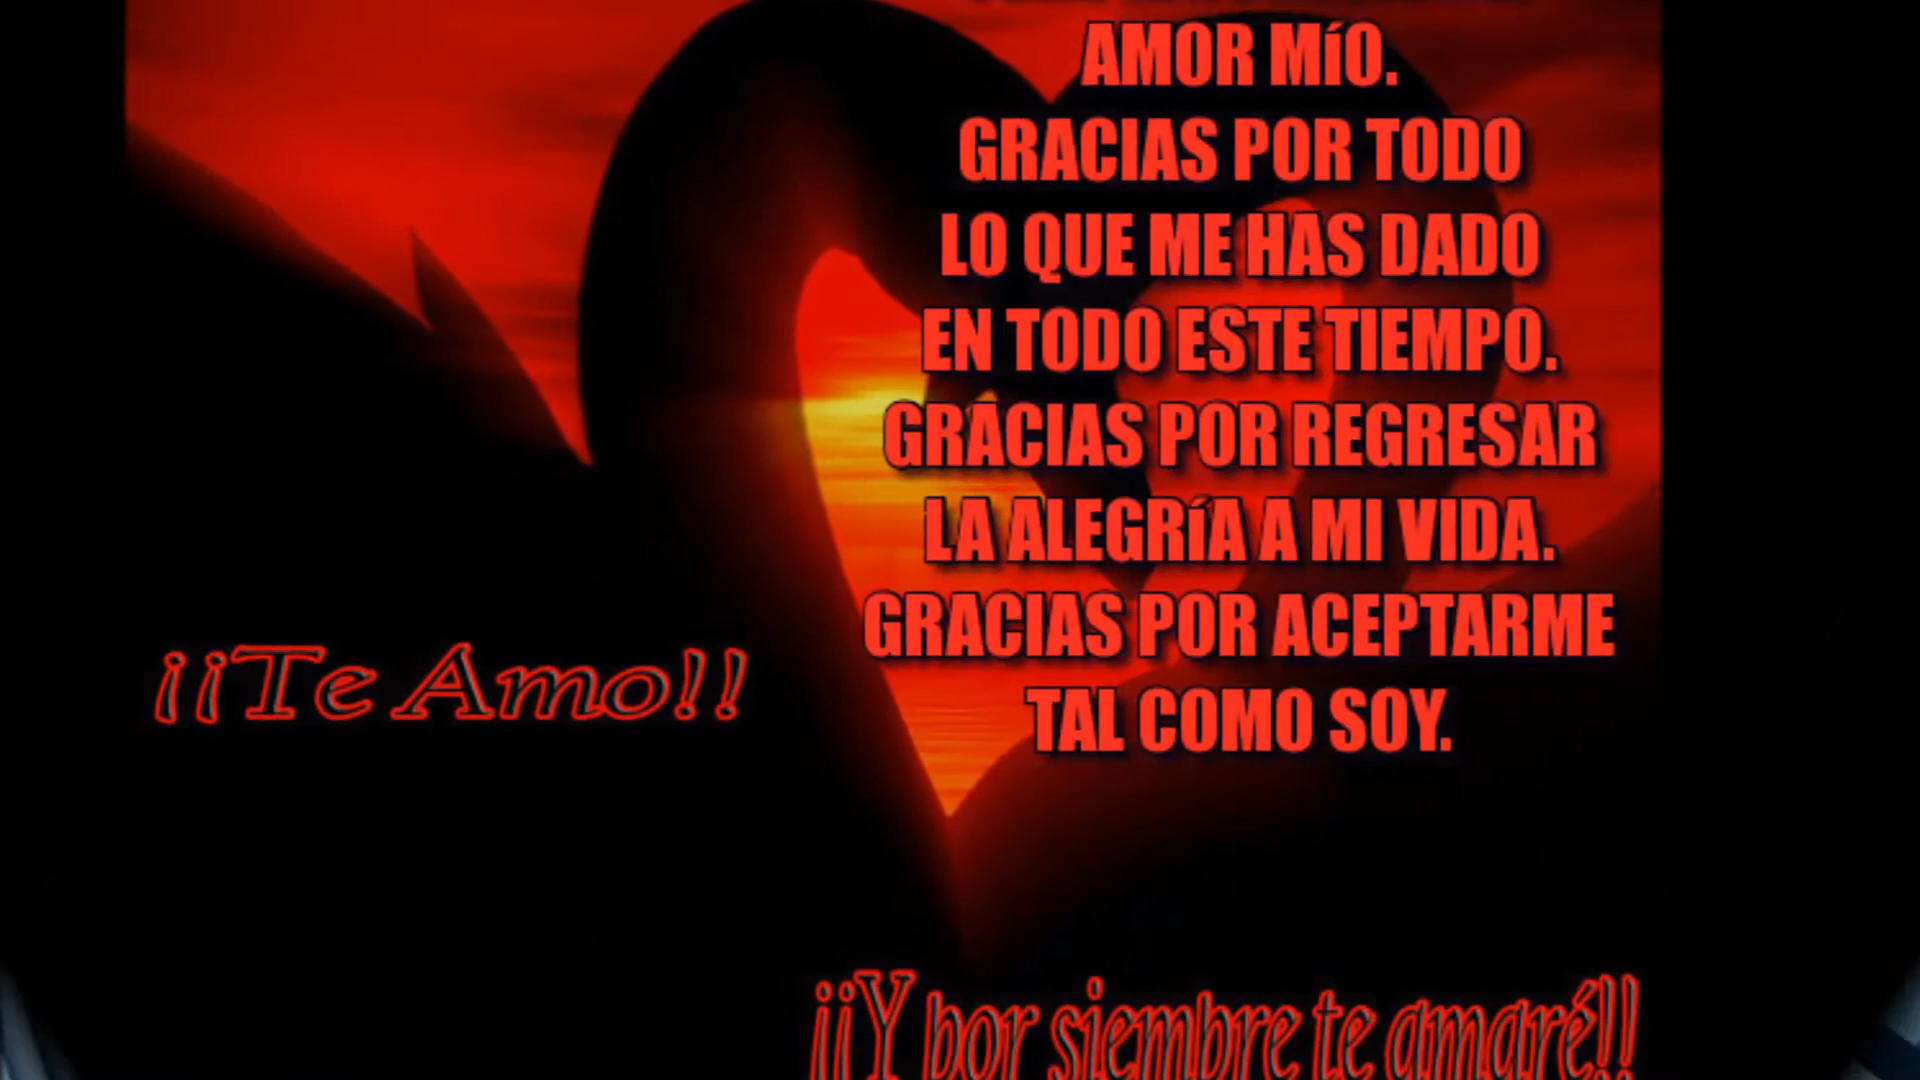 AMOR MÍO.
GRACIAS POR TODO
LO QUE ME HAS DADO
EN TODO ESTE TIEMPO.
GRACIAS POR REGRESAR
LA ALEGRÍA A MI VIDA.
GRACIAS POR ACEPTARME
TAL COMO SOY.
¡¡Te Amo!!
¡¡Y por siempre te amaré!!